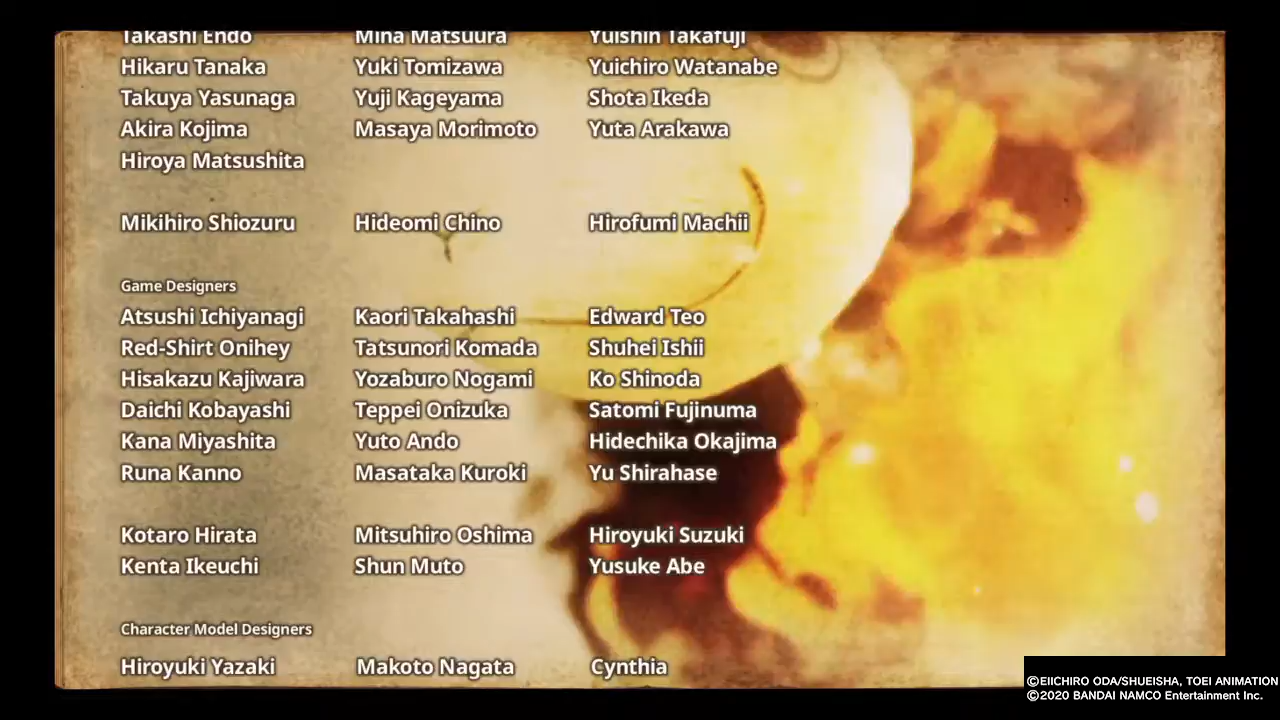 Takashi Endo Mina Matsuura Yuishin Takafuji
Hikaru Tanaka Yuki Tomizawa Yuichiro Watanabe
Takuya Yasunaga Yuji Kageyama Shota Ikeda
Akira Kojima Masaya Morimoto Yuta Arakawa
Hiroya Matsushita
Mikihiro Shiozuru Hideomi Chino Hirofumi Machii
Game Designers
Atsushi Ichiyanagi Kaori Takahashi Edward Teo
Red-Shirt Onihey Tatsunori Komada Shuhei Ishii
Hisakazu Kajiwara Yozaburo Nogami Ko Shinoda
Daichi Kobayashi Teppei Onizuka Satomi Fujinuma
Kana Miyashita Yuto Ando Hidechika Okajima
Runa Kanno Masataka Kuroki Yu Shirahase
Kotaro Hirata Mitsuhiro Oshima Hiroyuki Suzuki
Kenta Ikeuchi Shun Muto Yusuke Abe
Character Model Designers
Hiroyuki Yazaki Makoto Nagata Cynthia
©EIICHIRO ODA/SHUEISHA, TOEI ANIMATION
©2020 BANDAI NAMCO Entertainment Inc.